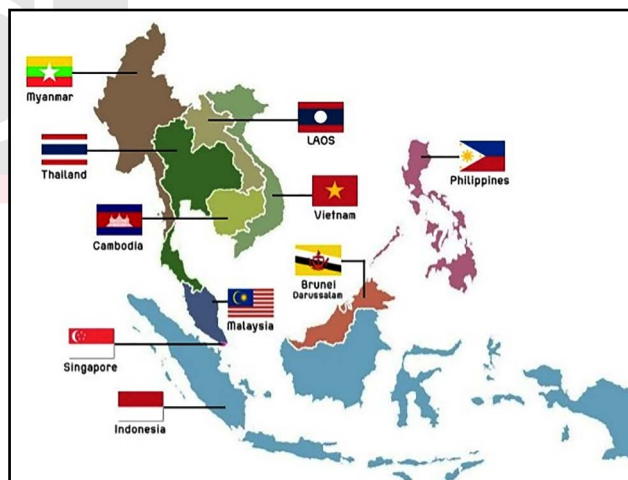 Myanmar
LAOS
Thailand
Philippines
Vietnam
Cambodia
Brunei
Darussalam
Malaysia
Singapore
Indonesia